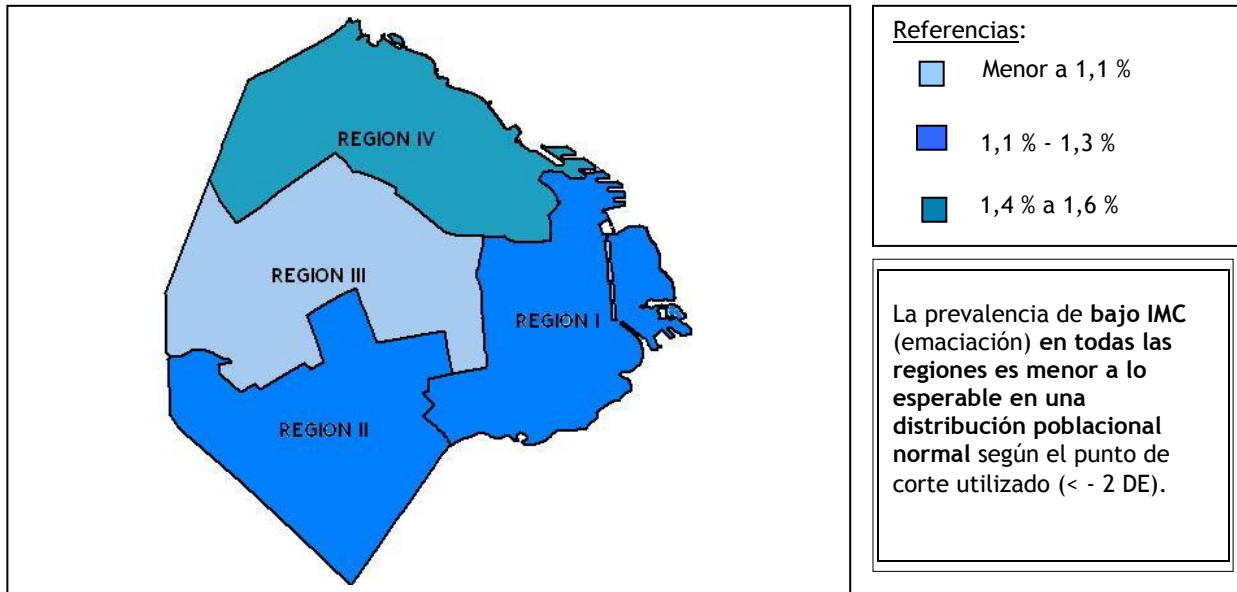 REGION IV
REGION III
REGION I
REGION II
Referencias:
Menor a 1,1 %
1,1 % - 1,3 %
1,4 % a 1,6 %
La prevalencia de bajo IMC
(emaciación) en todas las
regiones es menor a lo
esperable en una
distribución poblacional
normal según el punto de
corte utilizado (< - 2 DE).